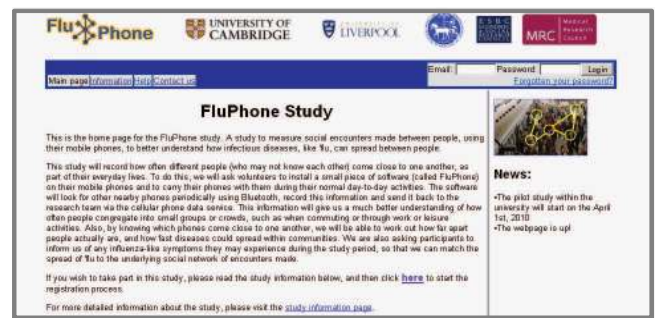 FluPhone
UNIVERSITY OF
CAMBRIDGE
LIVERPOOL
MRC
Medical
Research
Council
Email: Password: Login
Main page Information Help Contact us
Forgotten your password?
FluPhone Study
This is the home page for the FluPhone study. A study to measure social encounters made between people, using
their mobile phones, to better understand how infectious diseases, like 'flu, can spread between people.
This study will record how often different people (who may not know each other) come close to one another, as
part of their everyday lives. To do this, we will ask volunteers to install a small piece of software (called FluPhone)
on their mobile phones and to carry their phones with them during their normal day-to-day activities. The software
will look for other nearby phones periodically using Bluetooth, record this information and send it back to the
research team via the cellular phone data service. This information will give us a much better understanding of how
often people congregate into small groups or crowds, such as when commuting or through work or leisure
activities. Also, by knowing which phones come close to one another, we will be able to work out how far apart
people actually are, and how fast diseases could spread within communities. We are also asking participants to
inform us of any influenza-like symptoms they may experience during the study period, so that we can match the
spread of 'flu to the underlying social network of encounters made.
If you wish to take part in this study, please read the study information below, and then click here to start the
registration process.
For more detailed information about the study, please visit the study information page.
News:
•The pilot study within the
university will start on the April
1st, 2010
•The webpage is up!